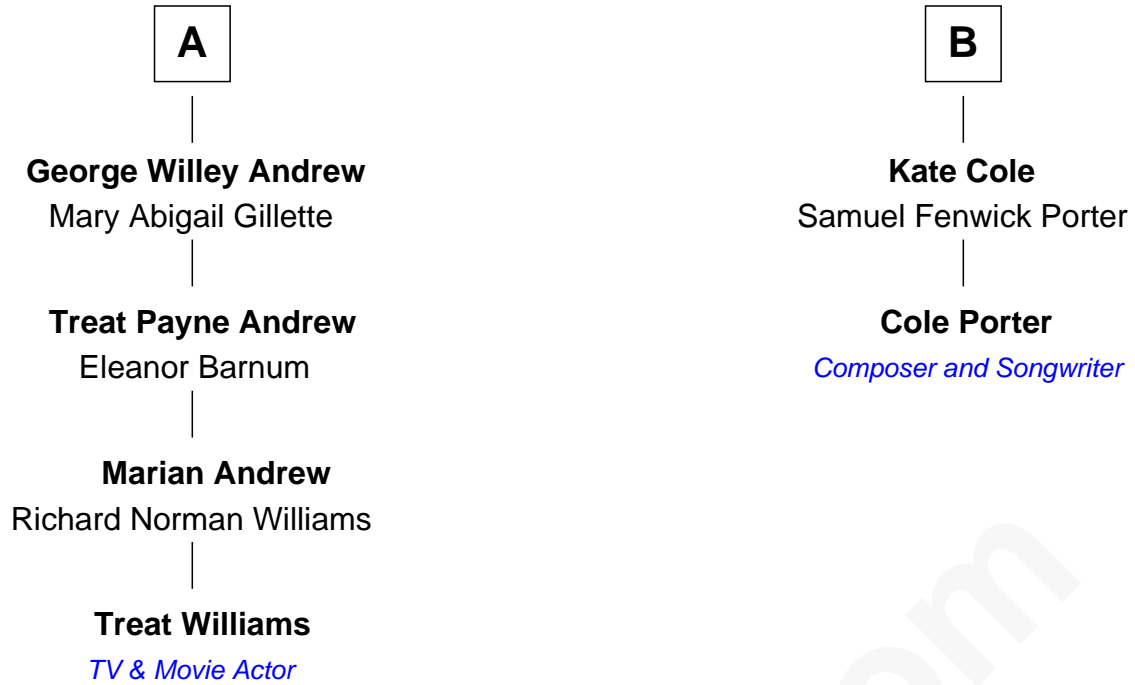 A
George Willey Andrew
Mary Abigail Gillette
Treat Payne Andrew
Eleanor Barnum
Marian Andrew
Richard Norman Williams
Treat Williams
TV & Movie Actor
B
Kate Cole
Samuel Fenwick Porter
Cole Porter
Composer and Songwriter
om